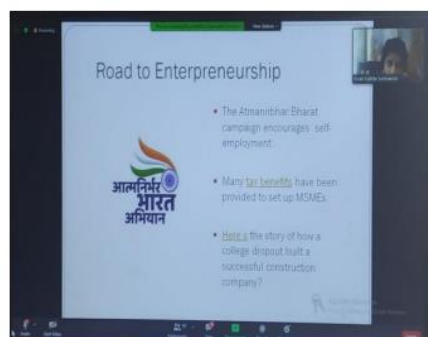 Road to Enterpreneurship
• The Atmanribhar Bharat
campaign encourages self-
employment.
• Many tax benefits have been
provided to set up MSMEs.
• Here s the story of how a
college dropout built a
successful construction
company?
आत्मनिर्भर
भारत
अभियान